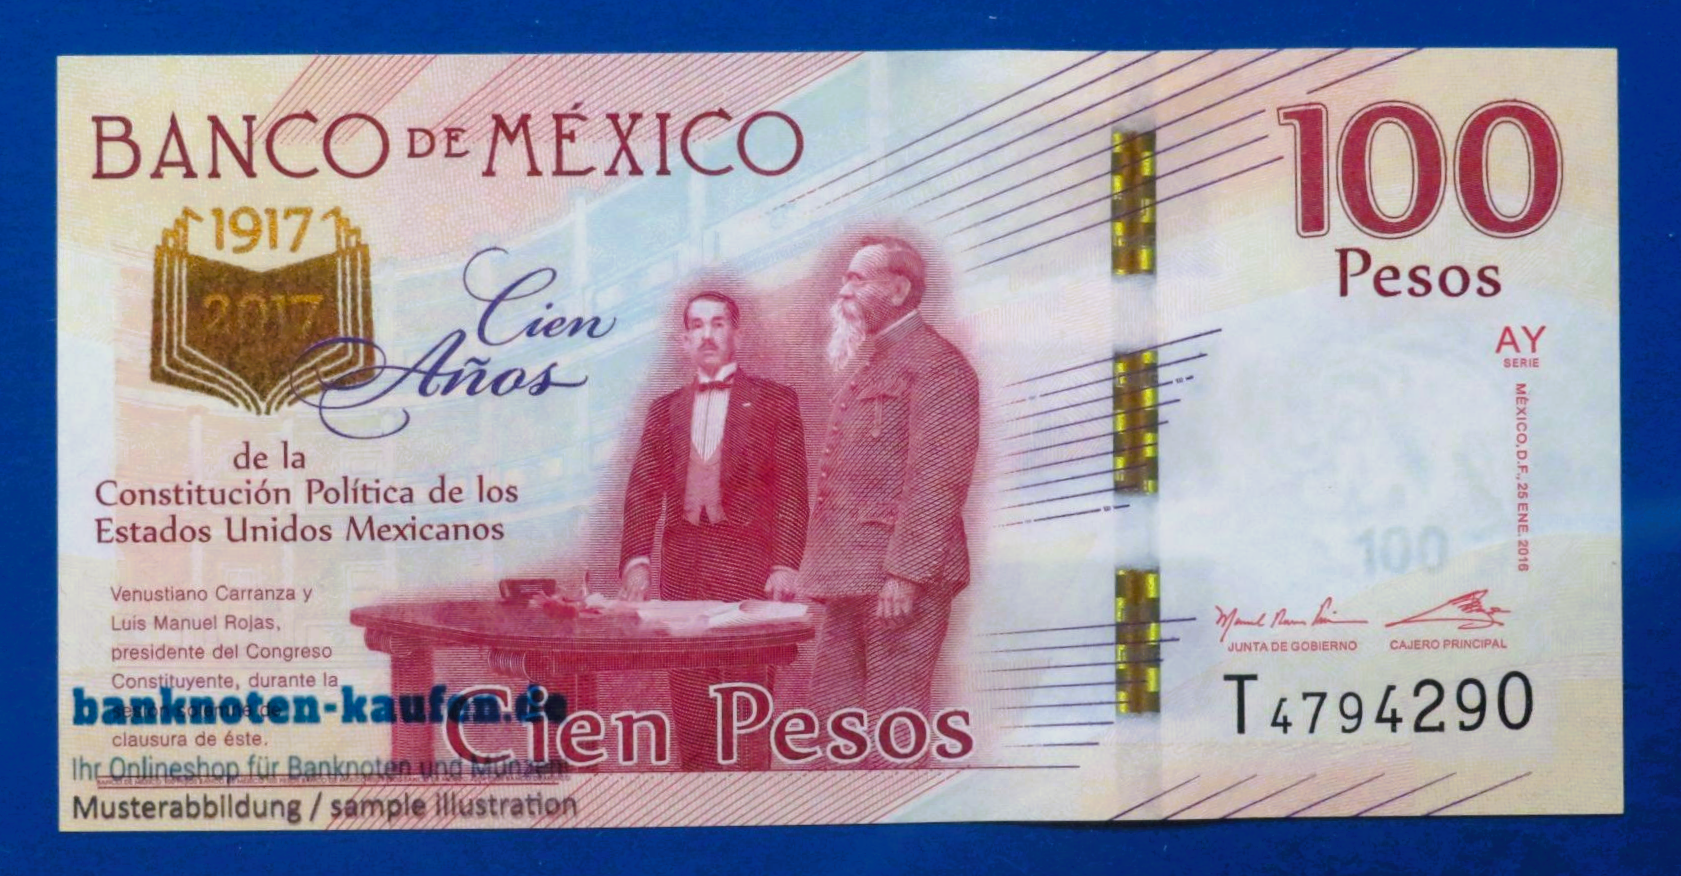 BANCO DE MÉXICO
100
Pesos
1917
2017
Cien
Años
de la
Constitución Política de los
Estados Unidos Mexicanos
AY
SERIE
MÉXICO, D.F., 25 ENE. 2016
100
Venustiano Carranza y
Luis Manuel Rojas,
presidente del Congreso
Constituyente, durante la
sesión solemne de
clausura de éste.
JUNTA DE GOBIERNO
CAJERO PRINCIPAL
T4794290
Cien Pesos
banknoten-kaufen.de
Ihr Onlineshop für Banknoten und Münzen
Musterabbildung / sample illustration